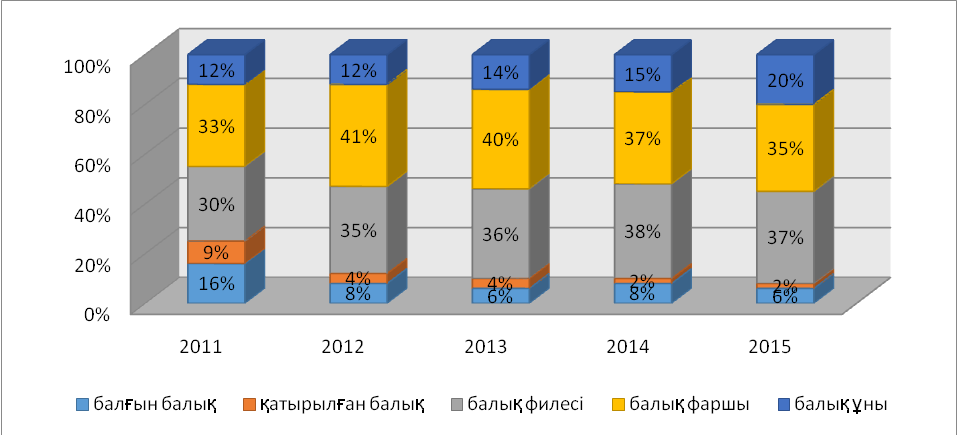 100%
80%
60%
40%
20%
0%
12% 12% 14% 15% 20%
33% 41% 40% 37% 35%
30% 35% 36% 38% 37%
9% 4% 4% 2% 2%
16% 8% 6% 8% 6%
2011 2012 2013 2014 2015
балғын балық қатырылған балық балық филесі балық фаршы балық ұны